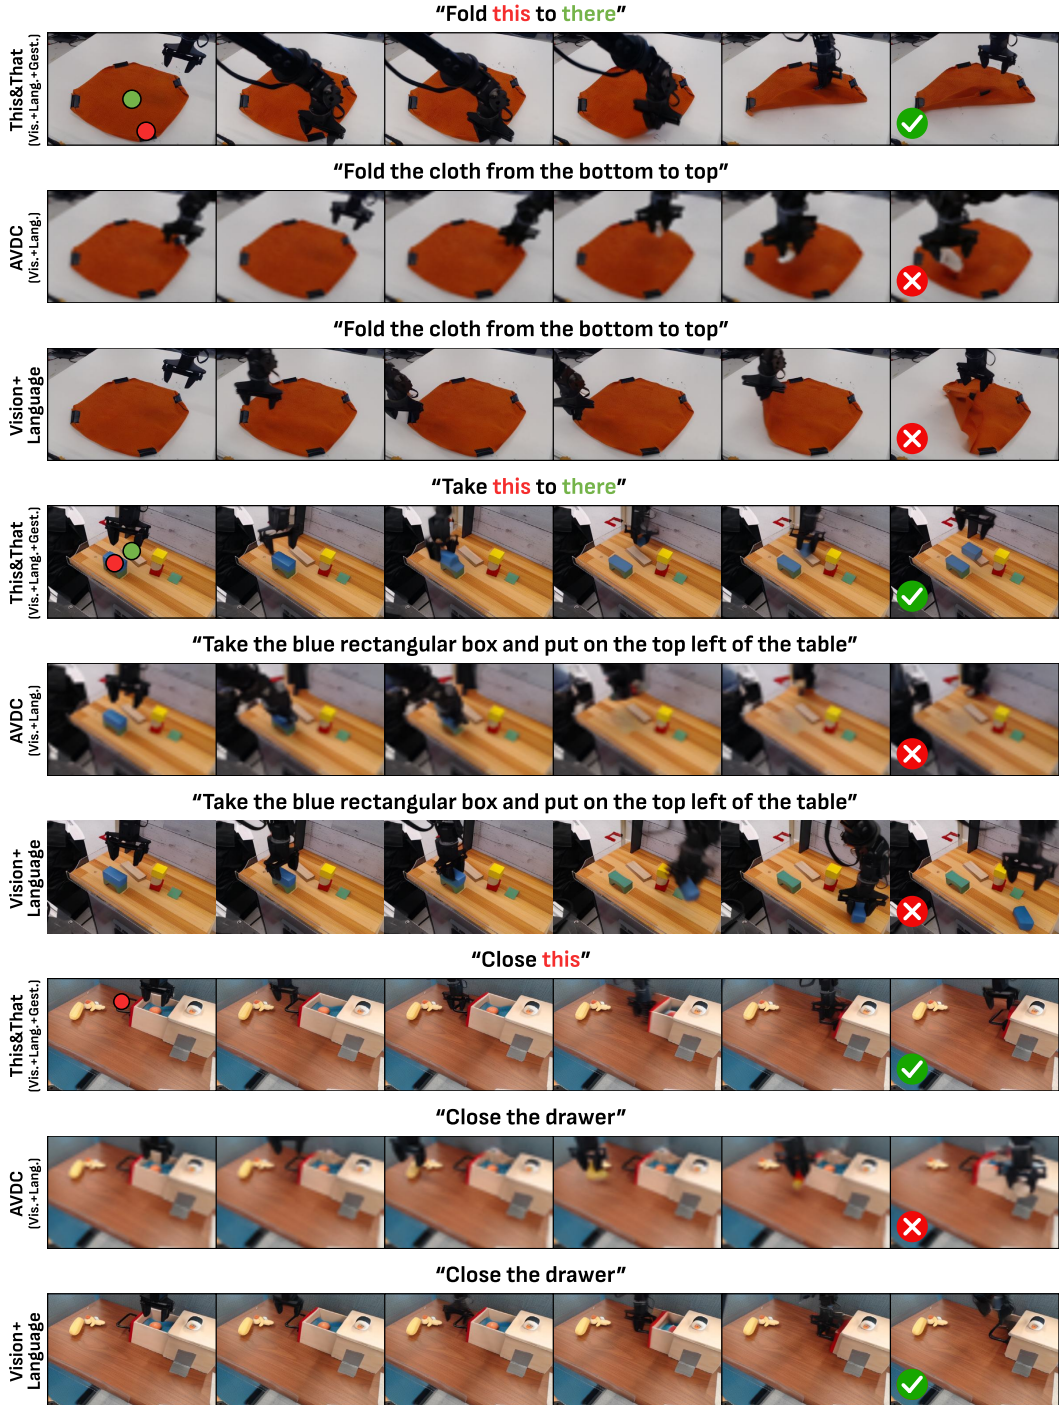 “Fold this to there”
This&That
(Vis.+Lang.+Gest.)
“Fold the cloth from the bottom to top”
AVDC
(Vis.+Lang.)
“Fold the cloth from the bottom to top”
Vision+
Language
“Take this to there”
This&That
(Vis.+Lang.+Gest.)
“Take the blue rectangular box and put on the top left of the table”
AVDC
(Vis.+Lang.)
“Take the blue rectangular box and put on the top left of the table”
Vision+
Language
“Close this”
This&That
(Vis.+Lang.+Gest.)
“Close the drawer”
AVDC
(Vis.+Lang.)
“Close the drawer”
Vision+
Language